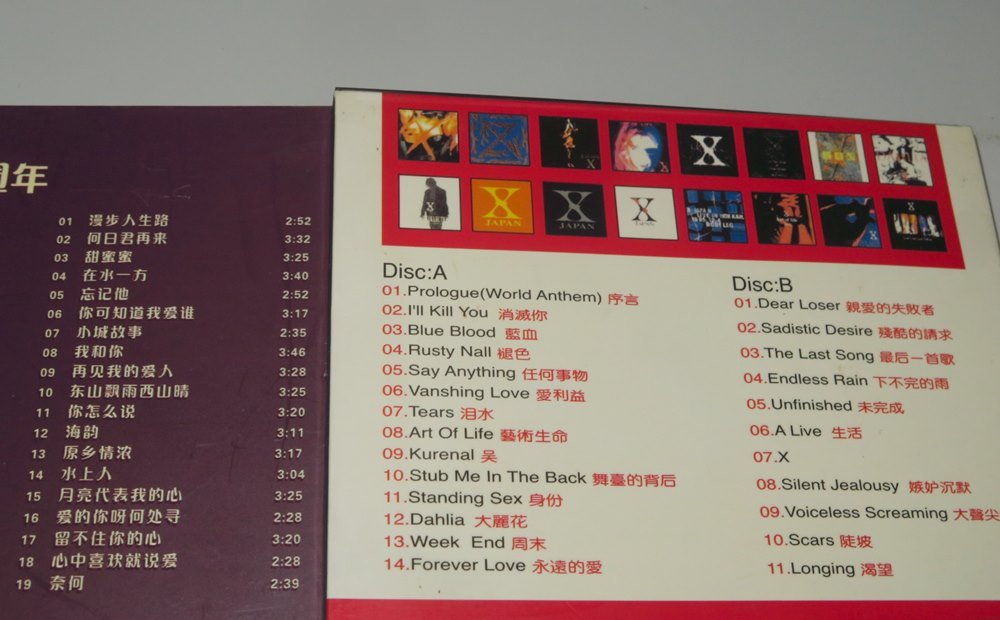 週年
01 漫步人生路 2:52
02 何日君再来 3:32
03 甜蜜蜜 3:25
04 在水一方 3:40
05 忘记他 2:52
06 你可知道我爱谁 3:17
07 小城故事 2:35
08 我和你 3:46
09 再见我的爱人 3:28
10 东山飘雨西山晴 3:25
11 你怎么说 3:20
12 海韵 3:11
13 原乡情浓 3:17
14 水上人 3:04
15 月亮代表我的心 3:25
16 爱的你呀何处寻 2:28
17 留不住你的心 3:20
18 心中喜欢就说爱 2:28
19 奈何 2:39
X
X JAPAN
X JAPAN
X
Disc:A
01.Prologue(World Anthem) 序言
02.I'll Kill You 消滅你
03.Blue Blood 藍血
04.Rusty Nall 褪色
05.Say Anything 任何事物
06.Vanshing Love 愛利益
07.Tears 泪水
08.Art Of Life 藝術生命
09.Kurenal 吴
10.Stub Me In The Back 舞臺的背后
11.Standing Sex 身份
12.Dahlia 大麗花
13.Week End 周末
14.Forever Love 永遠的愛
Disc:B
01.Dear Loser 親愛的失敗者
02.Sadistic Desire 殘酷的請求
03.The Last Song 最后一首歌
04.Endless Rain 下不完的雨
05.Unfinished 未完成
06.A Live 生活
07.X
08.Silent Jealousy 嫉妒沉默
09.Voiceless Screaming 大聲尖
10.Scars 陡坡
11.Longing 渴望